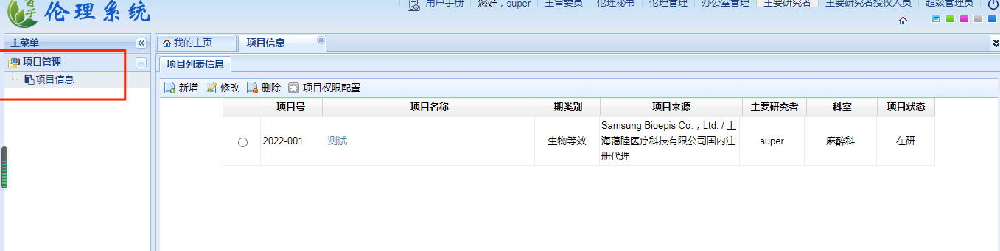 伦理系统
用户手册 您好，super 主审委员 伦理秘书 伦理管理 办公室管理 主要研究者 主要研究者授权人员 超级管理员
主菜单
项目管理
项目信息
我的主页 项目信息
项目列表信息
新增 修改 删除 项目权限配置
项目号 项目名称 期类别 项目来源 主要研究者 科室 项目状态
2022-001 测试 生物等效 Samsung Bioepis Co.，Ltd. / 上
海蔼睦医疗科技有限公司国内注
册代理 super 麻醉科 在研